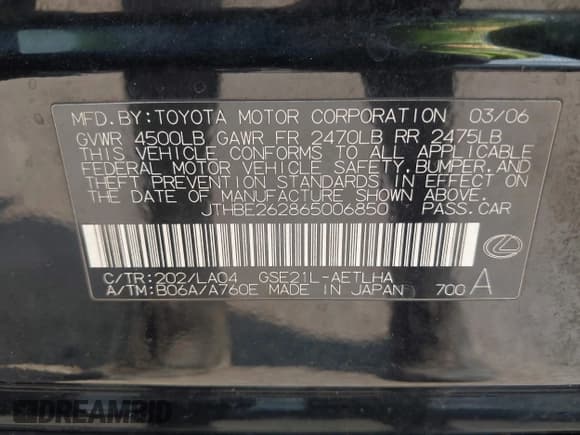 MFD.BY:TOYOTA MOTOR CORPORATION 03/06
GVWR 4500LB GAWR FR 2470LB RR 2475LB
THIS VEHICLE CONFORMS TO ALL APPLICABLE
FEDERAL MOTOR VEHICLE SAFETY,BUMPER,AND
THEFT PREVENTION STANDARDS IN EFFECT ON
THE DATE OF MANUFACTURE SHOWN ABOVE.
JTHBE262865006850 PASS.CAR
C/TR:202/LA04 GSE21L-AETLHA
A/TM:B06A/A760E MADE IN JAPAN 700 A
DREAMBID